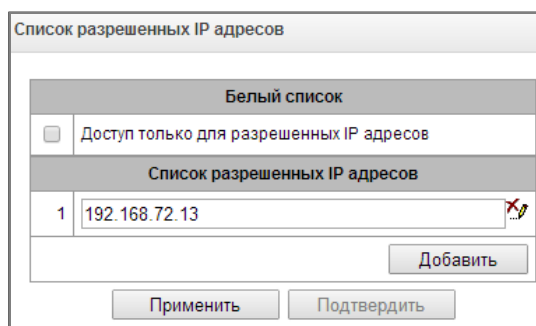 Список разрешенных IP адресов
Белый список
Доступ только для разрешенных IP адресов
Список разрешенных IP адресов
1 192.168.72.13
Добавить
Применить Подтвердить